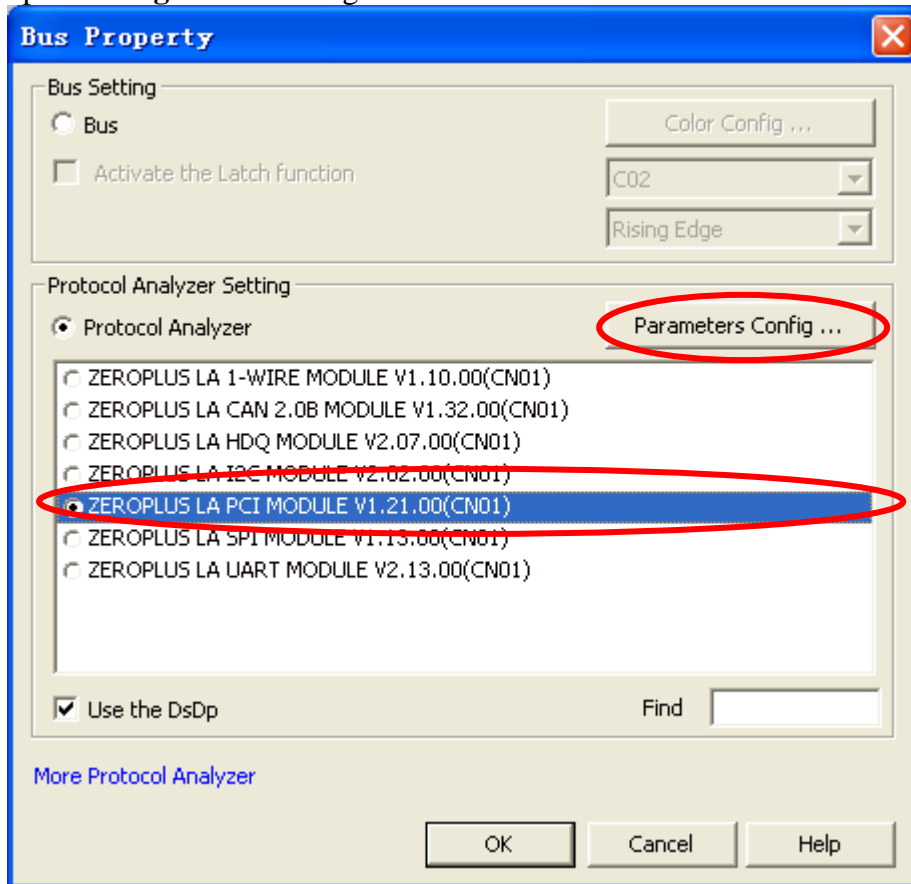 Bus Property
Bus Setting
Bus
Color Config ...
Activate the Latch function
C02
Rising Edge
Protocol Analyzer Setting
Protocol Analyzer
Parameters Config ...
ZEROPLUS LA 1-WIRE MODULE V1.10.00(CN01)
ZEROPLUS LA CAN 2.0B MODULE V1.32.00(CN01)
ZEROPLUS LA HDQ MODULE V2.07.00(CN01)
ZEROPLUS LA I2C MODULE V2.02.00(CN01)
ZEROPLUS LA PCI MODULE V1.21.00(CN01)
ZEROPLUS LA SPI MODULE V1.13.00(CN01)
ZEROPLUS LA UART MODULE V2.13.00(CN01)
Use the DsDp
Find
More Protocol Analyzer
OK
Cancel
Help